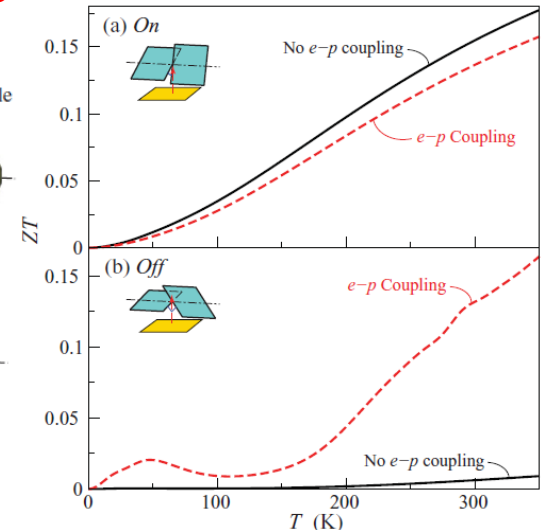 (a) On
No e−p coupling
e−p Coupling
0.15
0.1
0.05
0
le
ZT
(b) Off
e−p Coupling
No e−p coupling
0.15
0.1
0.05
0
0 100 200 300
T (K)